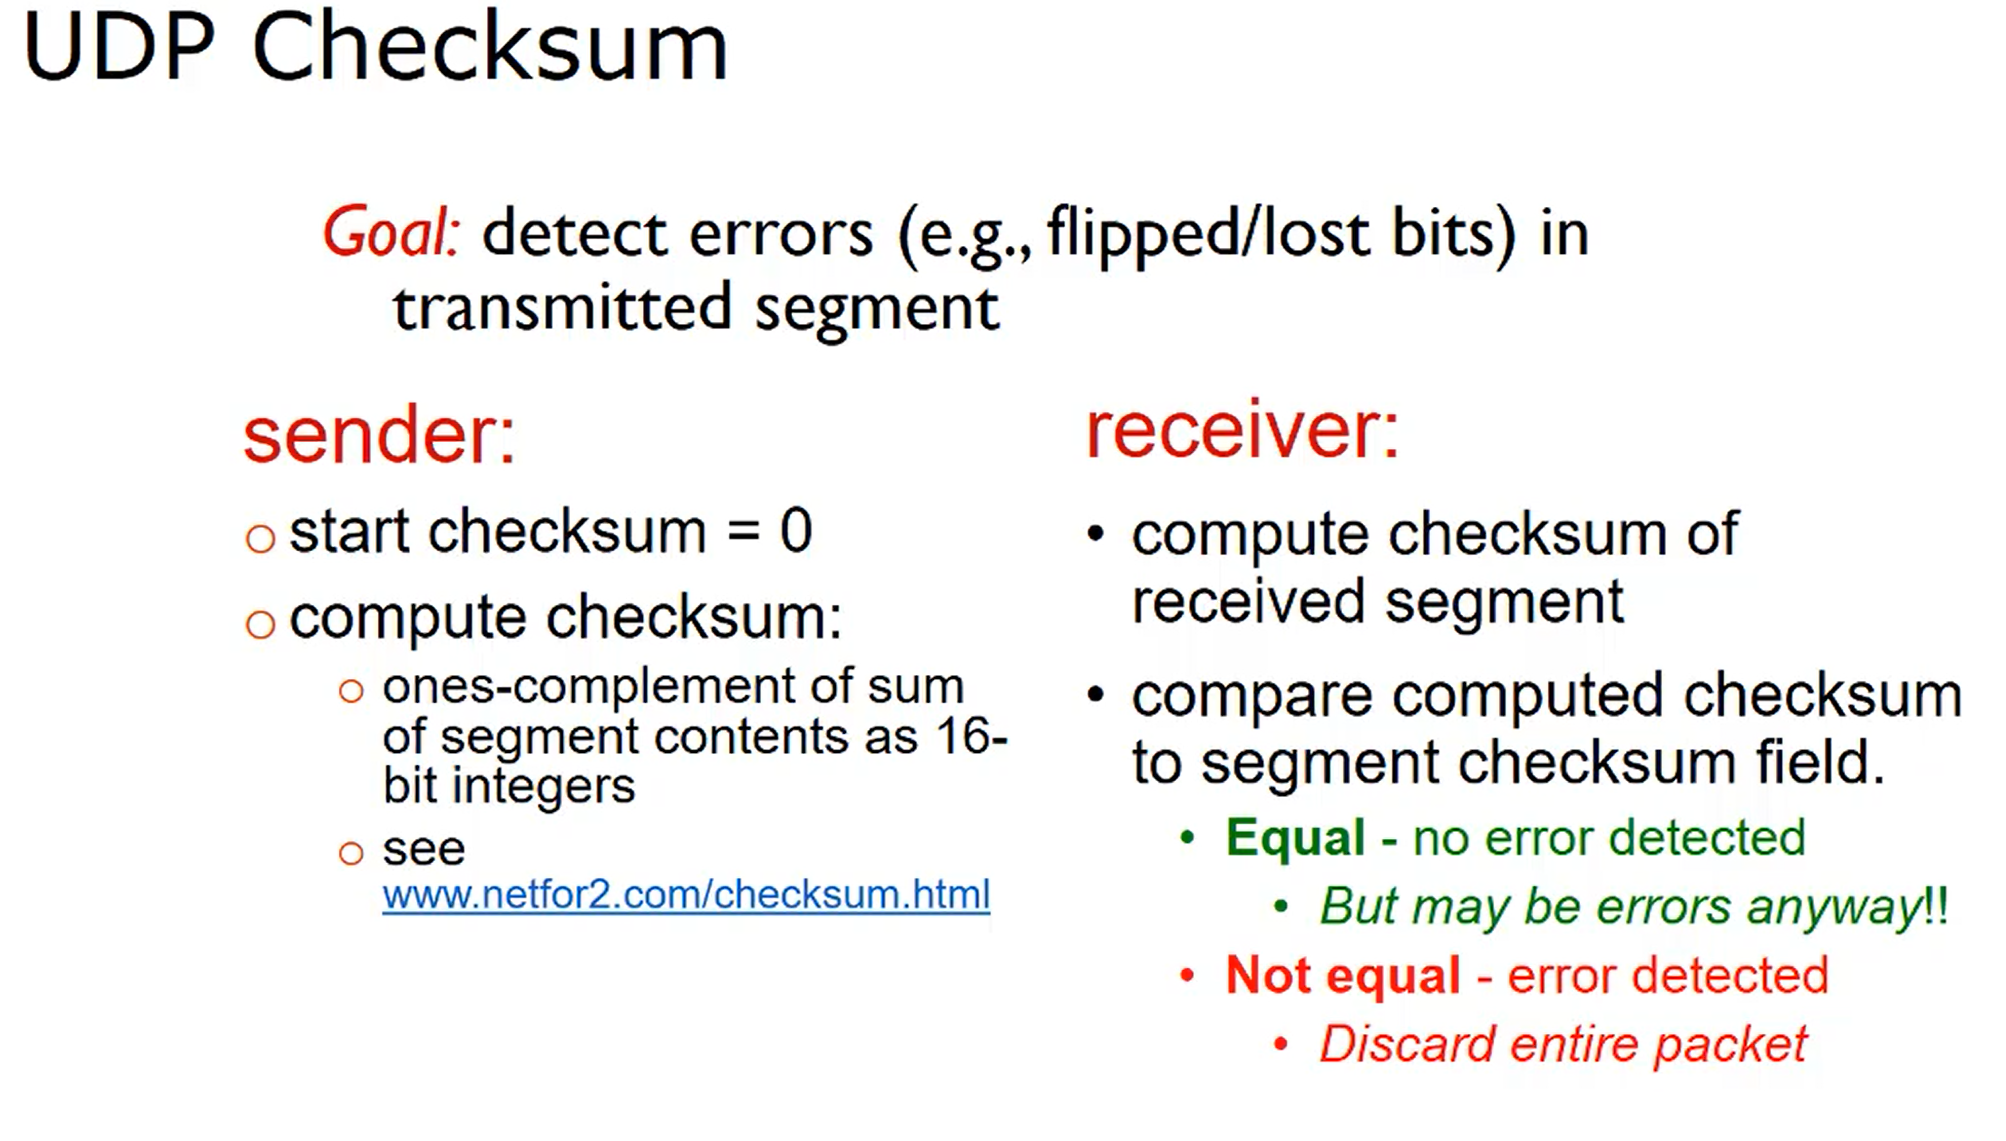 UDP Checksum
Goal: detect errors (e.g., flipped/lost bits) in
transmitted segment
sender:
start checksum = 0
compute checksum:
ones-complement of sum
of segment contents as 16-
bit integers
see
www.netfor2.com/checksum.html
receiver:
compute checksum of
received segment
compare computed checksum
to segment checksum field.
Equal - no error detected
But may be errors anyway!!
Not equal - error detected
Discard entire packet